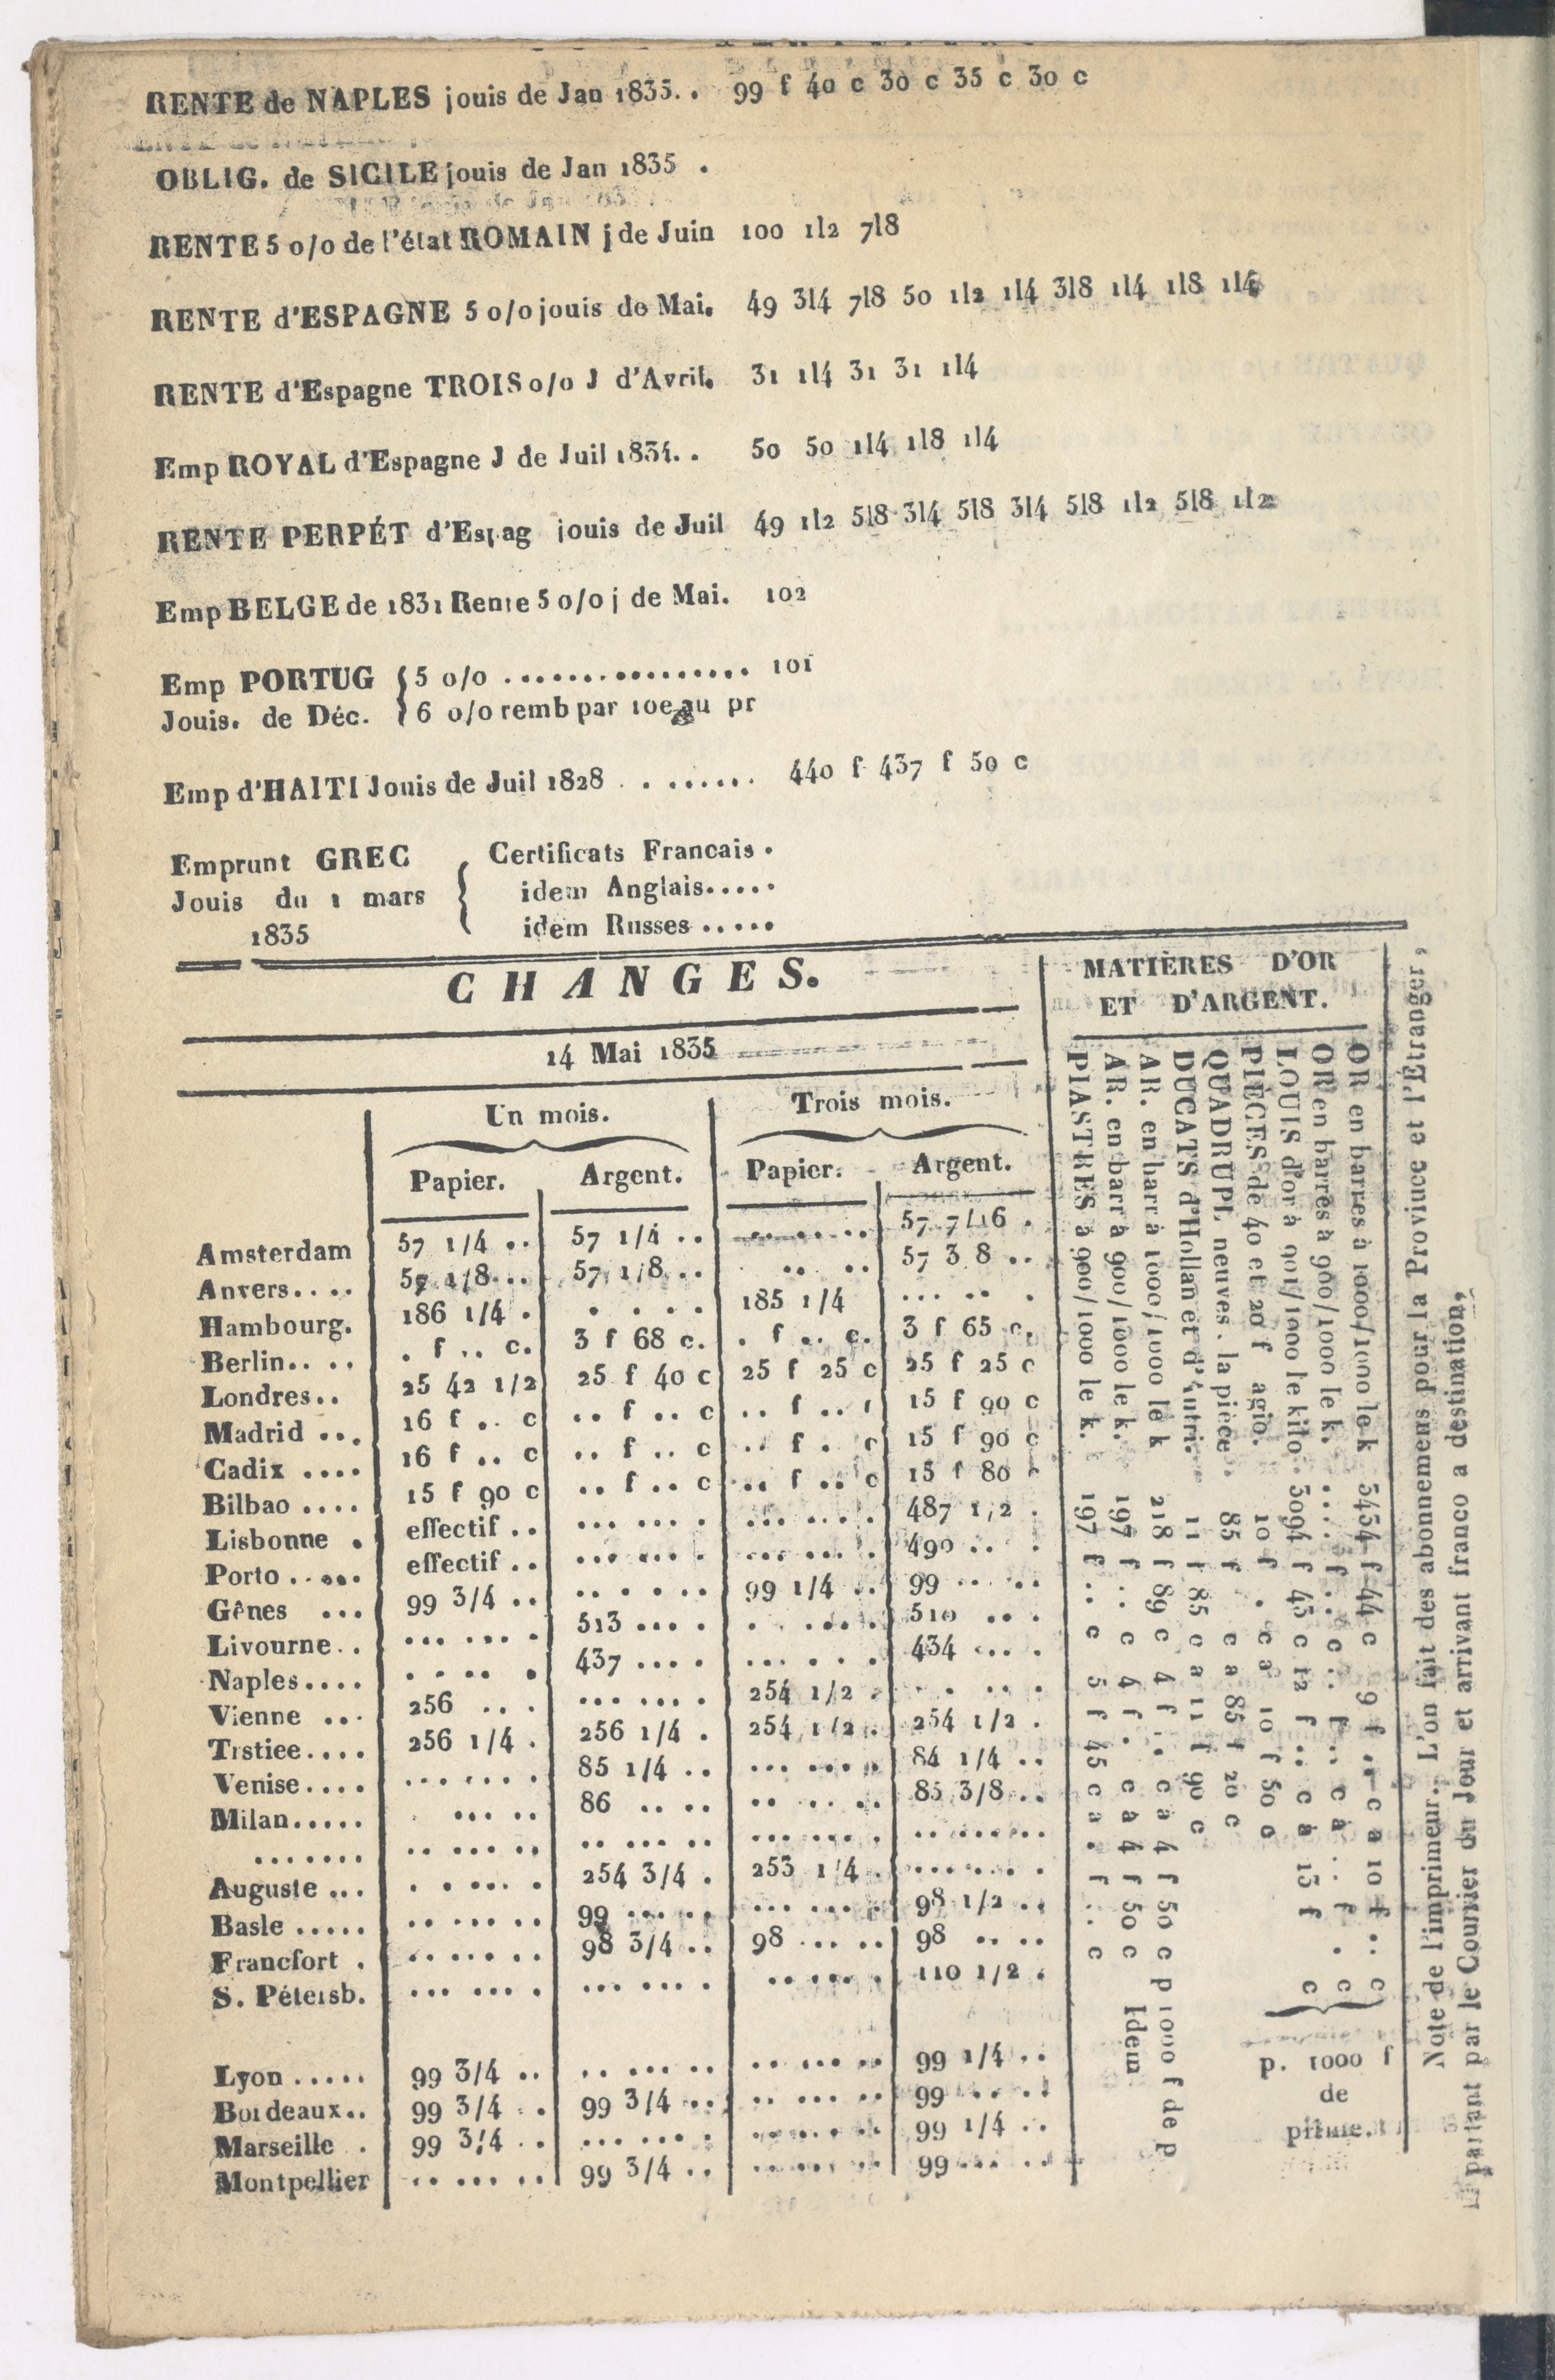 RENTE de NAPLES jouis de Jan 1835. . 99 f 40 c 30 c 35 c 30 c
OBLIG. de SICILE jouis de Jan 1835 .
RENTE 5 o/o de l'état ROMAIN j de Juin 100 1l2 7l8
RENTE d'ESPAGNE 5 o/o jouis de Mai. 49 3l4 7l8 50 1l2 1l4 3l8 1l4 1l8 1l4
RENTE d'Espagne TROIS o/o J d'Avril. 31 1l4 31 31 1l4
Emp ROYAL d'Espagne J de Juil 1834. . 50 50 1l4 1l8 1l4
RENTE PERPÉT d'Espag jouis de Juil 49 1l2 5l8 3l4 5l8 3l4 5l8 1l2 5l8 1l2
Emp BELGE de 1831 Rente 5 o/o j de Mai. 102
Emp PORTUG { 5 o/o ................ 101
Jouis. de Déc. { 6 o/o remb par 10e au pr
Emp d'HAITI Jouis de Juil 1828 . . ...... 440 f 437 f 50 c
Emprunt GREC { Certificats Francais .
Jouis du 1 mars { idem Anglais.....
1835 { idem Russes .....
CHANGES.
14 Mai 1835
Un mois. Trois mois.
Papier. Argent. Papier. Argent.
Amsterdam 57 1/4 .. 57 1/4 .. ....... 57 7/16 .
Anvers.... 57 1/8... 57 1/8... .. .. 57 3 8 ..
Hambourg. 186 1/4 . . . . . 185 1/4 ... .. .
Berlin.. .. . f .. c. 3 f 68 c. . f .. c. 3 f 65 c.
Londres.. 25 42 1/2 25 f 40 c 25 f 25 c 25 f 25 c
Madrid ... 16 f .. c .. f .. c .. f .. 15 f 90 c
Cadix .... 16 f .. c .. f .. c .. f . c 15 f 90 c
Bilbao .... 15 f 90 c .. f .. c .. f .. c 15 f 80
Lisbonne . effectif .. ... ... . ... ... . 487 1/2 .
Porto ..... effectif .. ... ... . ... ... . 490 .. .
Gênes ... 99 3/4 .. .. . . .. 99 1/4 .. 99 .. ..
Livourne.. ... ... . 513 .... . .... 510 .. .
Naples.... . . .. . 437 .... ... . . . 434 ... .
Vienne ... 256 .. . ... ... . 254 1/2 . . . .. .
Trstiee.... 256 1/4 . 256 1/4 . 254 1/2 . 254 1/2 .
Venise.... ... ... . 85 1/4 .. ... ... . 84 1/4 ..
Milan..... ... .. 86 .. .. .. .. .. 85 3/8 ..
....... .. ... .. .. ... .. ... ... . .. ... ..
Auguste ... . . ... . 254 3/4 . 253 1/4 . ... ... .
Basle ..... .. ... .. 99 ... .. ... ... . 98 1/2 ..
Francfort . .. ... .. 98 3/4 .. 98 ... .. 98 .. ..
S. Pétersb. ... ... . ... ... . .. ... . 110 1/2 .
Lyon ..... 99 3/4 .. .. ... .. .. ... .. 99 1/4 ..
Bordeaux.. 99 3/4 . . 99 3/4 .. .. ... .. 99 .. ..
Marseille . 99 3/4 .. ... ... . .. ... .. 99 1/4 ..
Montpellier .. ... .. 99 3/4 .. .. ... .. 99 ... ..
MATIÈRES D'OR
ET D'ARGENT.
OR en barres à 1000/1000 le k 3434 f 44 c 9 f .. c a 10 f .. c
OR en barres à 900/1000 le k. .... f .. c .. f .. c à .. f . c
LOUIS d'or à 901/1000 le kilo . 3094 f 43 c 12 f .. c à 13 f c
PIÈCES de 40 et 20 f agio. 10 f . c a 10 f 50 c
QUADRUPL neuves . la pièce. 85 f c a 85 f 20 c
DUCATS d'Hollan et d'Autri. 11 f 85 c a 11 f 90 c
AR. en barr à 1000/1000 le k 218 f 89 c 4 f .. c à 4 f 50 c p 1000 f de p
AR. en barr à 900/1000 le k. 197 f .. c 4 f . c à 4 f 50 c Idem
PIASTRES à 900/1000 le k. 197 f .. c 5 f 45 c a . f .. c
p. 1000 f
de
prime.
Note de l'imprimeur.. L'on fait des abonnemens pour la Province et l'Étranger,
partant par le Courrier du Jour et arrivant franco a destination,